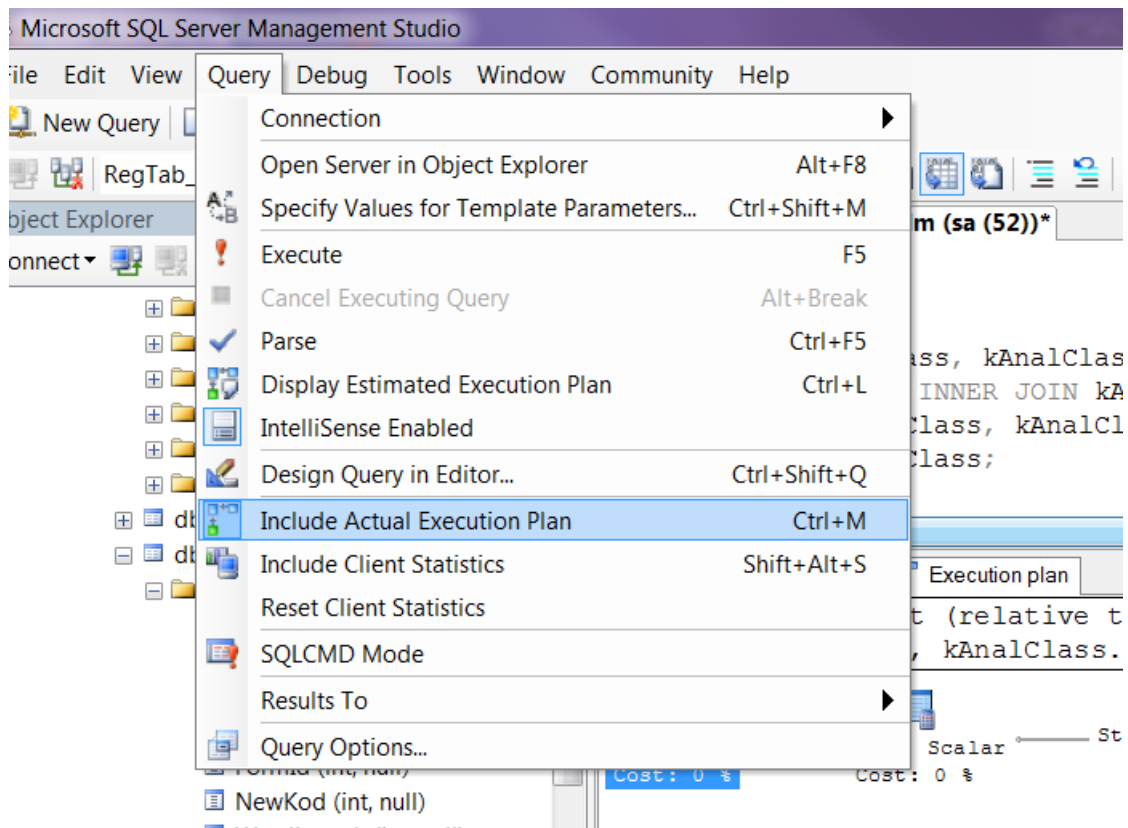 Microsoft SQL Server Management Studio
File Edit View Query Debug Tools Window Community Help
New Query
Connection
RegTab_
Open Server in Object Explorer Alt+F8
Specify Values for Template Parameters... Ctrl+Shift+M
Object Explorer
m (sa (52))*
Connect
Execute F5
Cancel Executing Query Alt+Break
Parse Ctrl+F5
ass, kAnalClas
Display Estimated Execution Plan Ctrl+L
INNER JOIN kA
IntelliSense Enabled
Class, kAnalCl
Class;
Design Query in Editor... Ctrl+Shift+Q
Include Actual Execution Plan Ctrl+M
Include Client Statistics Shift+Alt+S
Execution plan
Reset Client Statistics
t (relative t
SQLCMD Mode
, kAnalClass.
Results To
Query Options...
Scalar St
Cost: 0 % Cost: 0 %
NewKod (int, null)